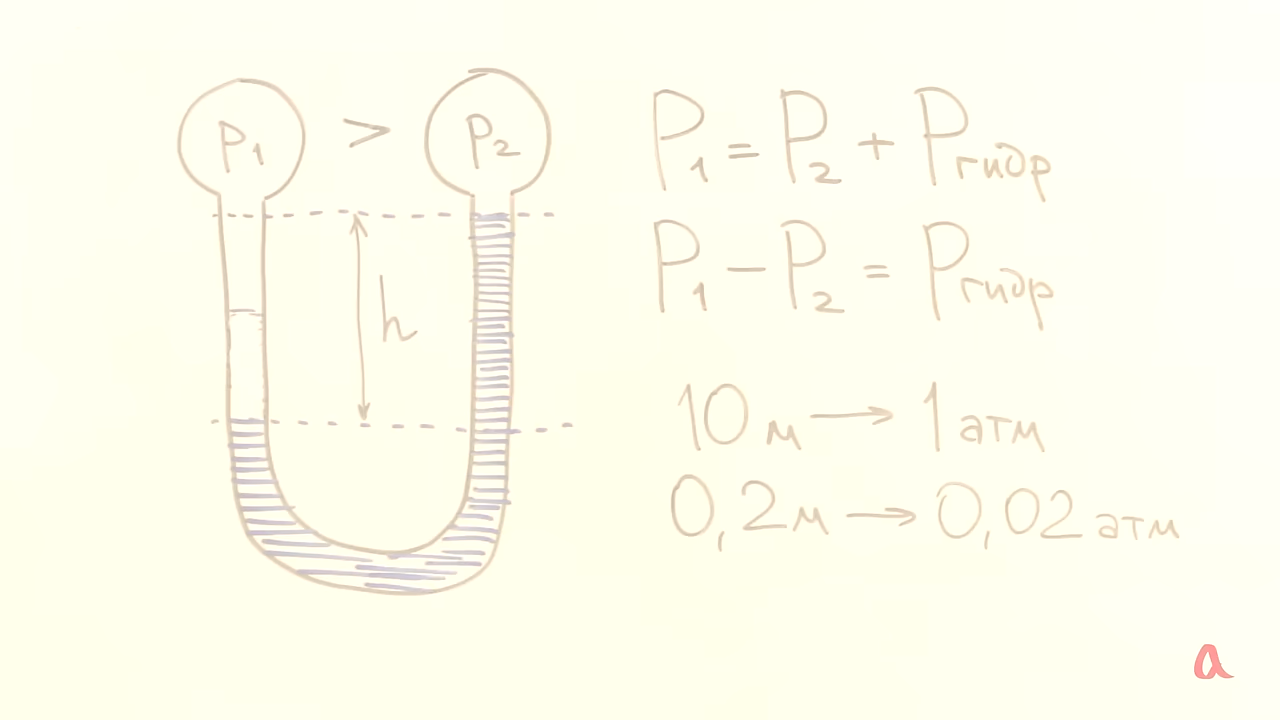 P₁ > P₂
h
P₁ = P₂ + Pгидр
P₁ − P₂ = Pгидр
10 м → 1 атм
0,2 м → 0,02 атм
a